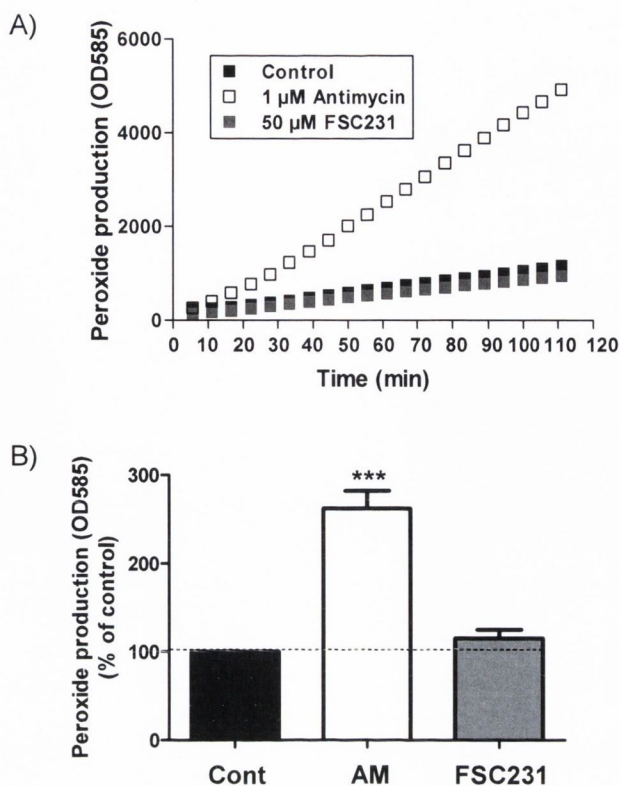 A)
Peroxide production (OD585)
6000
4000
2000
0
Control
1 µM Antimycin
50 µM FSC231
0 10 20 30 40 50 60 70 80 90 100 110 120
Time (min)
B)
Peroxide production (OD585)
(% of control)
300
200
100
0
***
Cont AM FSC231